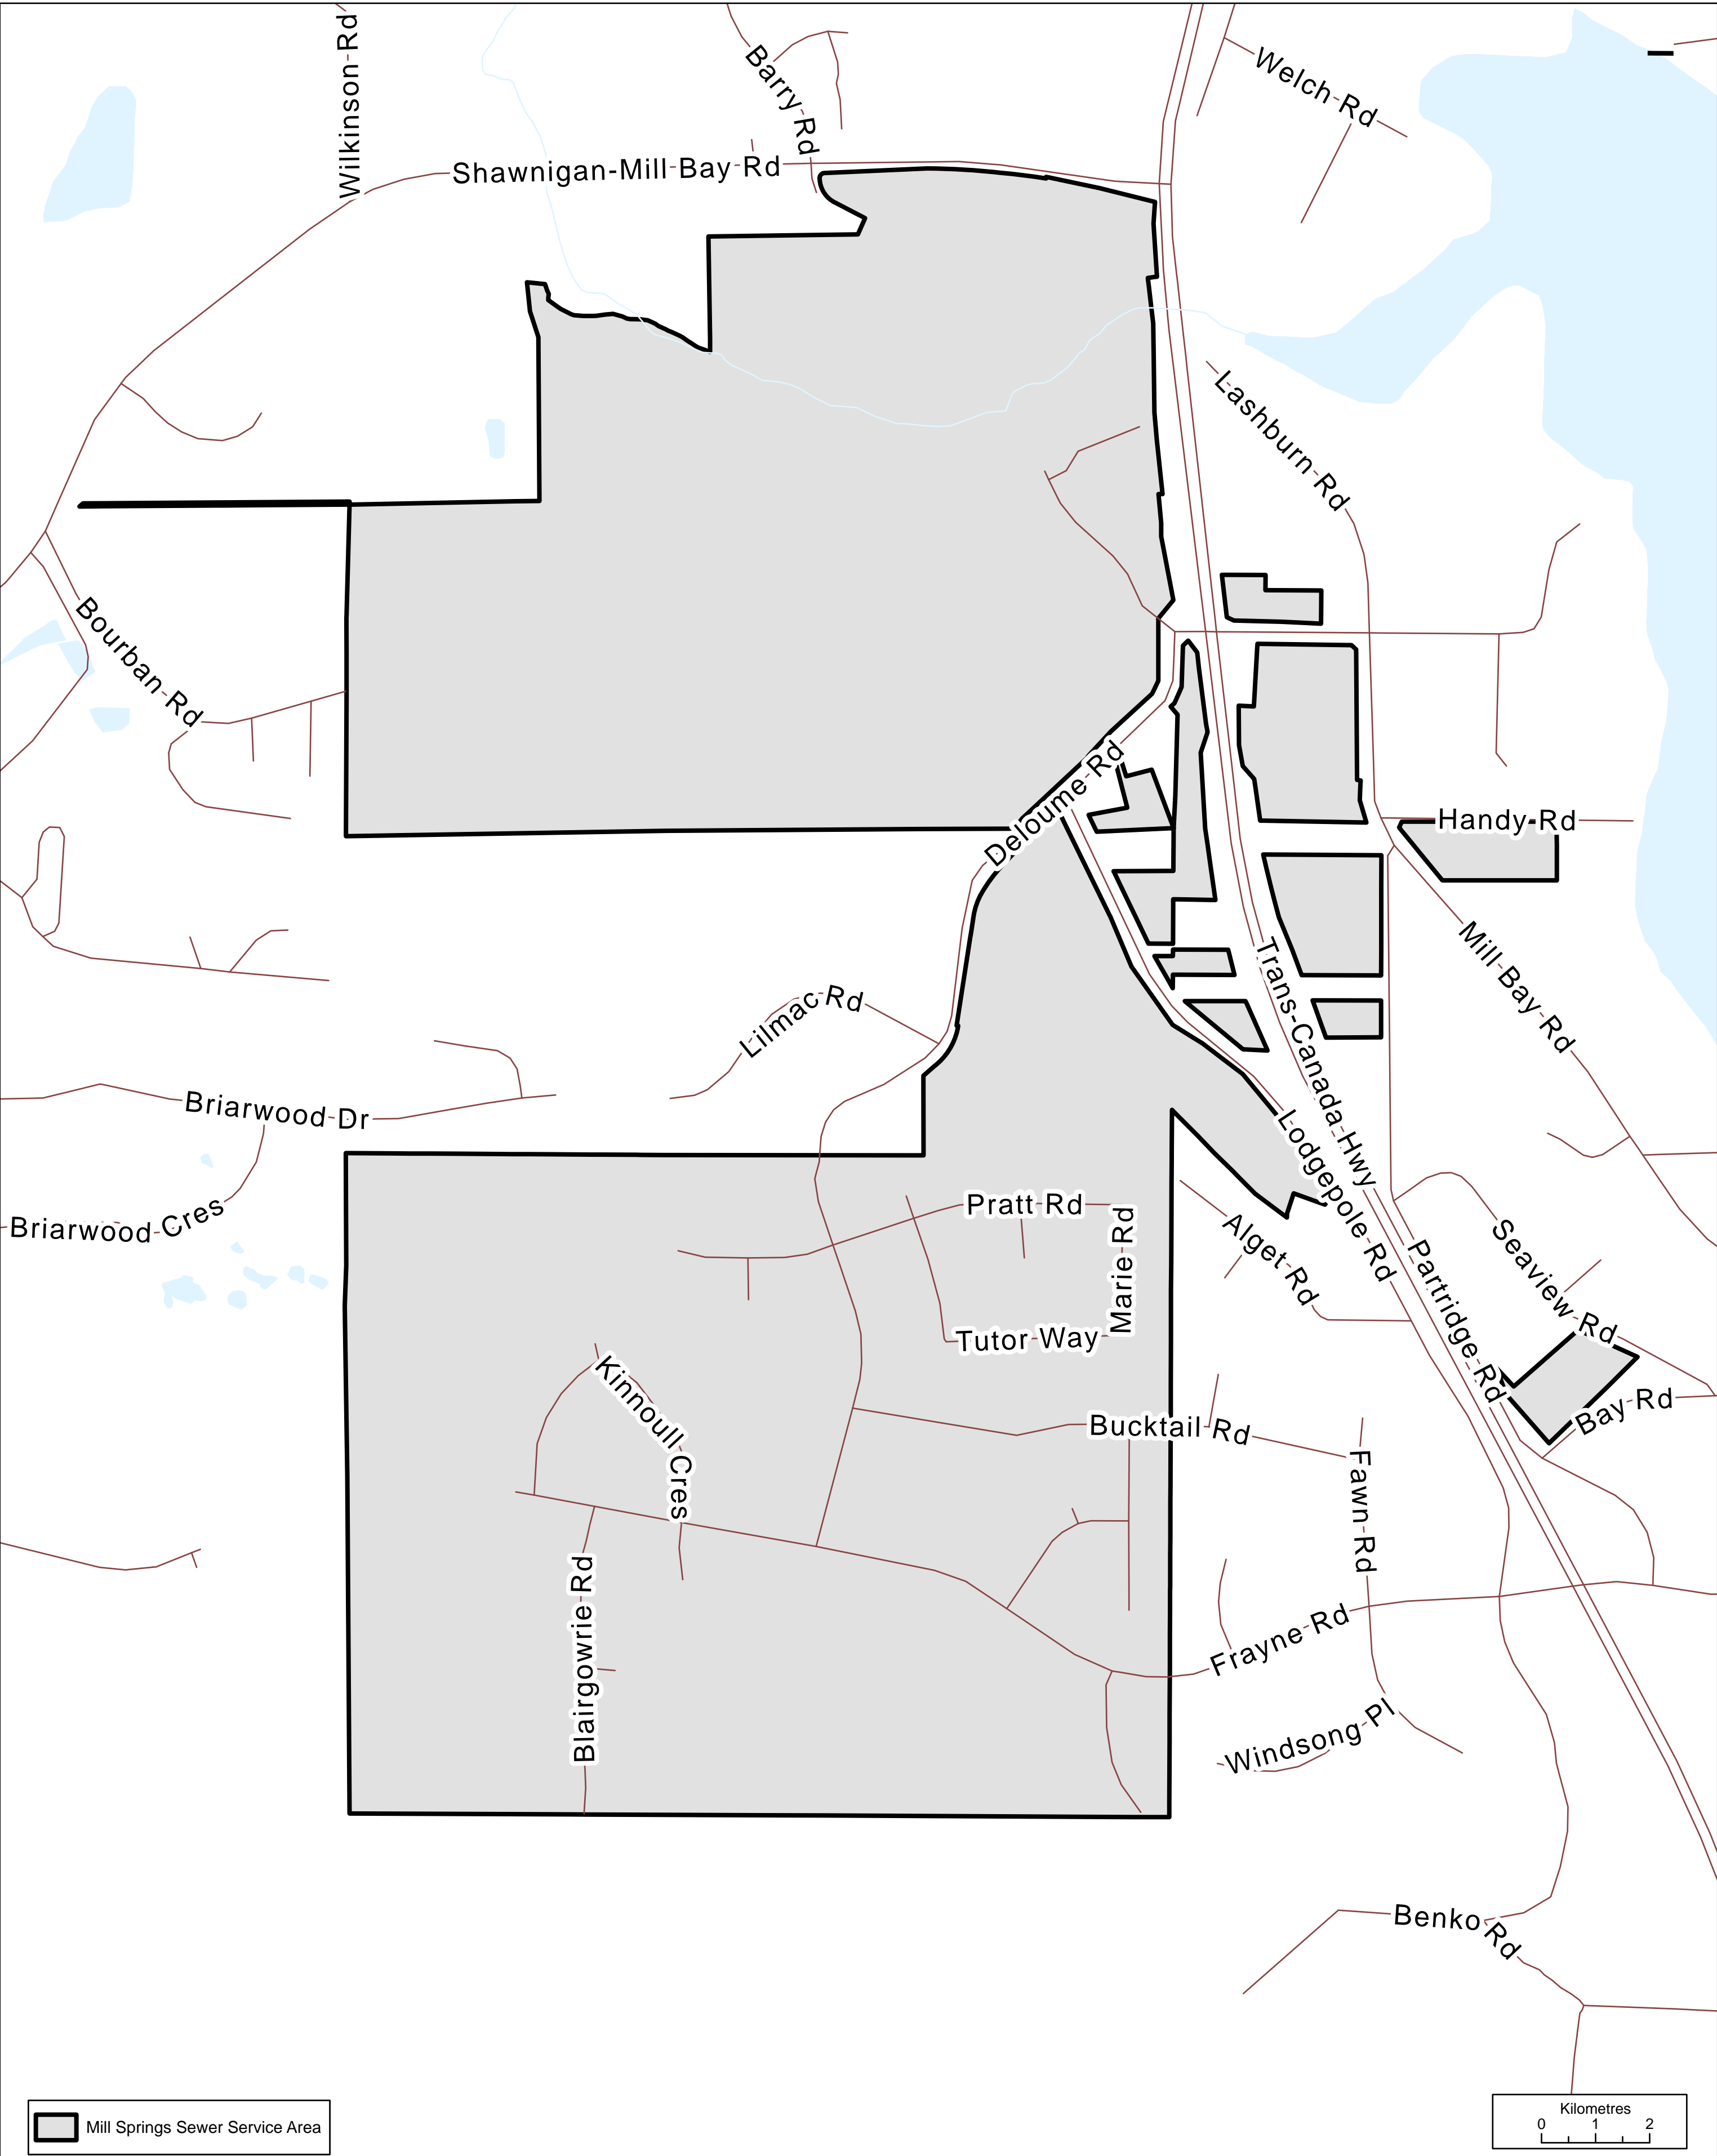 Wilkinson Rd
Barry Rd
Welch Rd
Shawnigan-Mill Bay Rd
Lashburn Rd
Bourban Rd
Deloume Rd
Handy Rd
Mill Bay Rd
Trans-Canada Hwy
Lilmac Rd
Briarwood Dr
Briarwood Cres
Lodgepole Rd
Pratt Rd
Marie Rd
Alget Rd
Seaview Rd
Partridge Rd
Tutor Way
Kinnoull Cres
Bucktail Rd
Bay Rd
Fawn Rd
Blairgowrie Rd
Frayne Rd
Windsong Pl
Benko Rd
Mill Springs Sewer Service Area
Kilometres
0 1 2